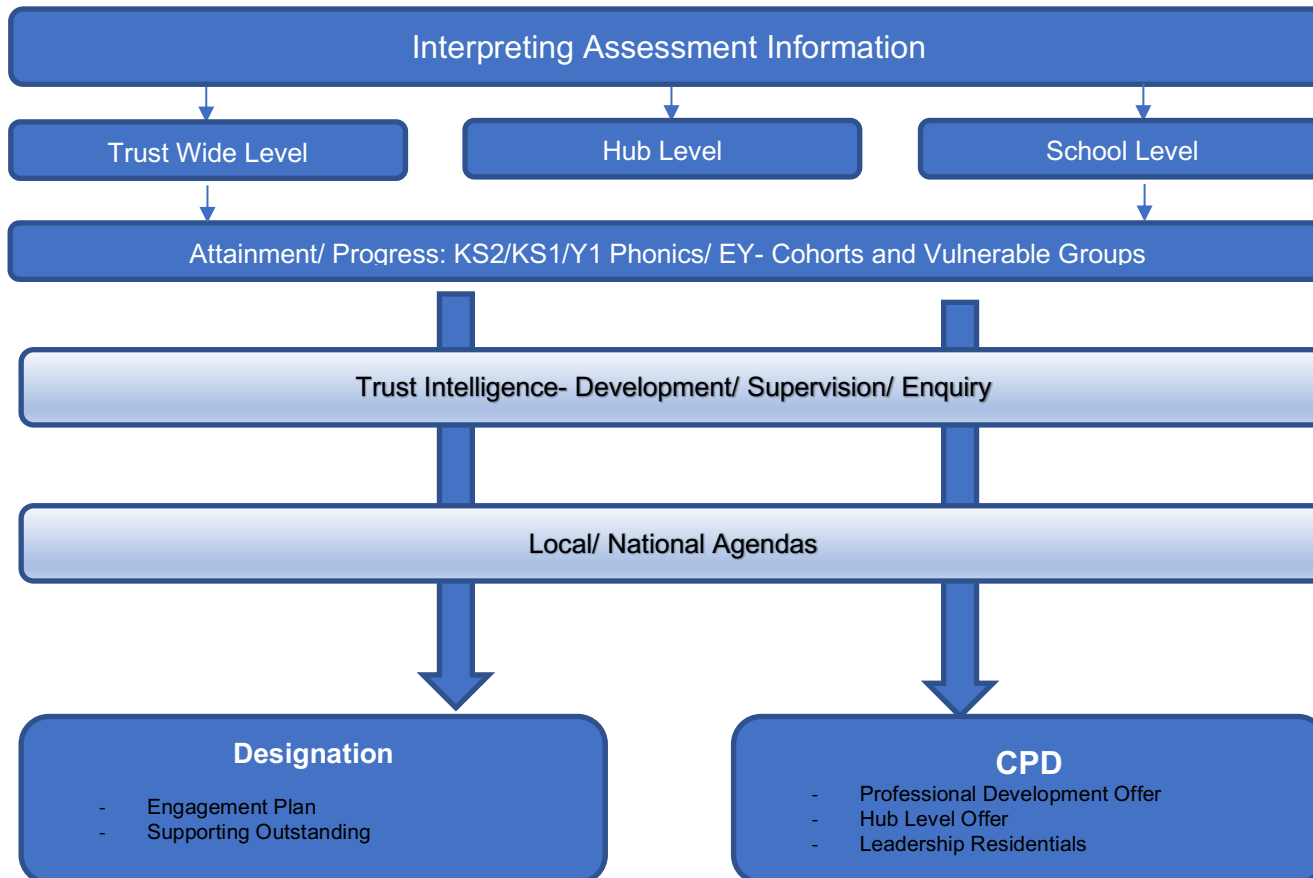 Interpreting Assessment Information
Trust Wide Level
Hub Level
School Level
Attainment/ Progress: KS2/KS1/Y1 Phonics/ EY- Cohorts and Vulnerable Groups
Trust Intelligence- Development/ Supervision/ Enquiry
Local/ National Agendas
Designation
- Engagement Plan
- Supporting Outstanding
CPD
- Professional Development Offer
- Hub Level Offer
- Leadership Residentials